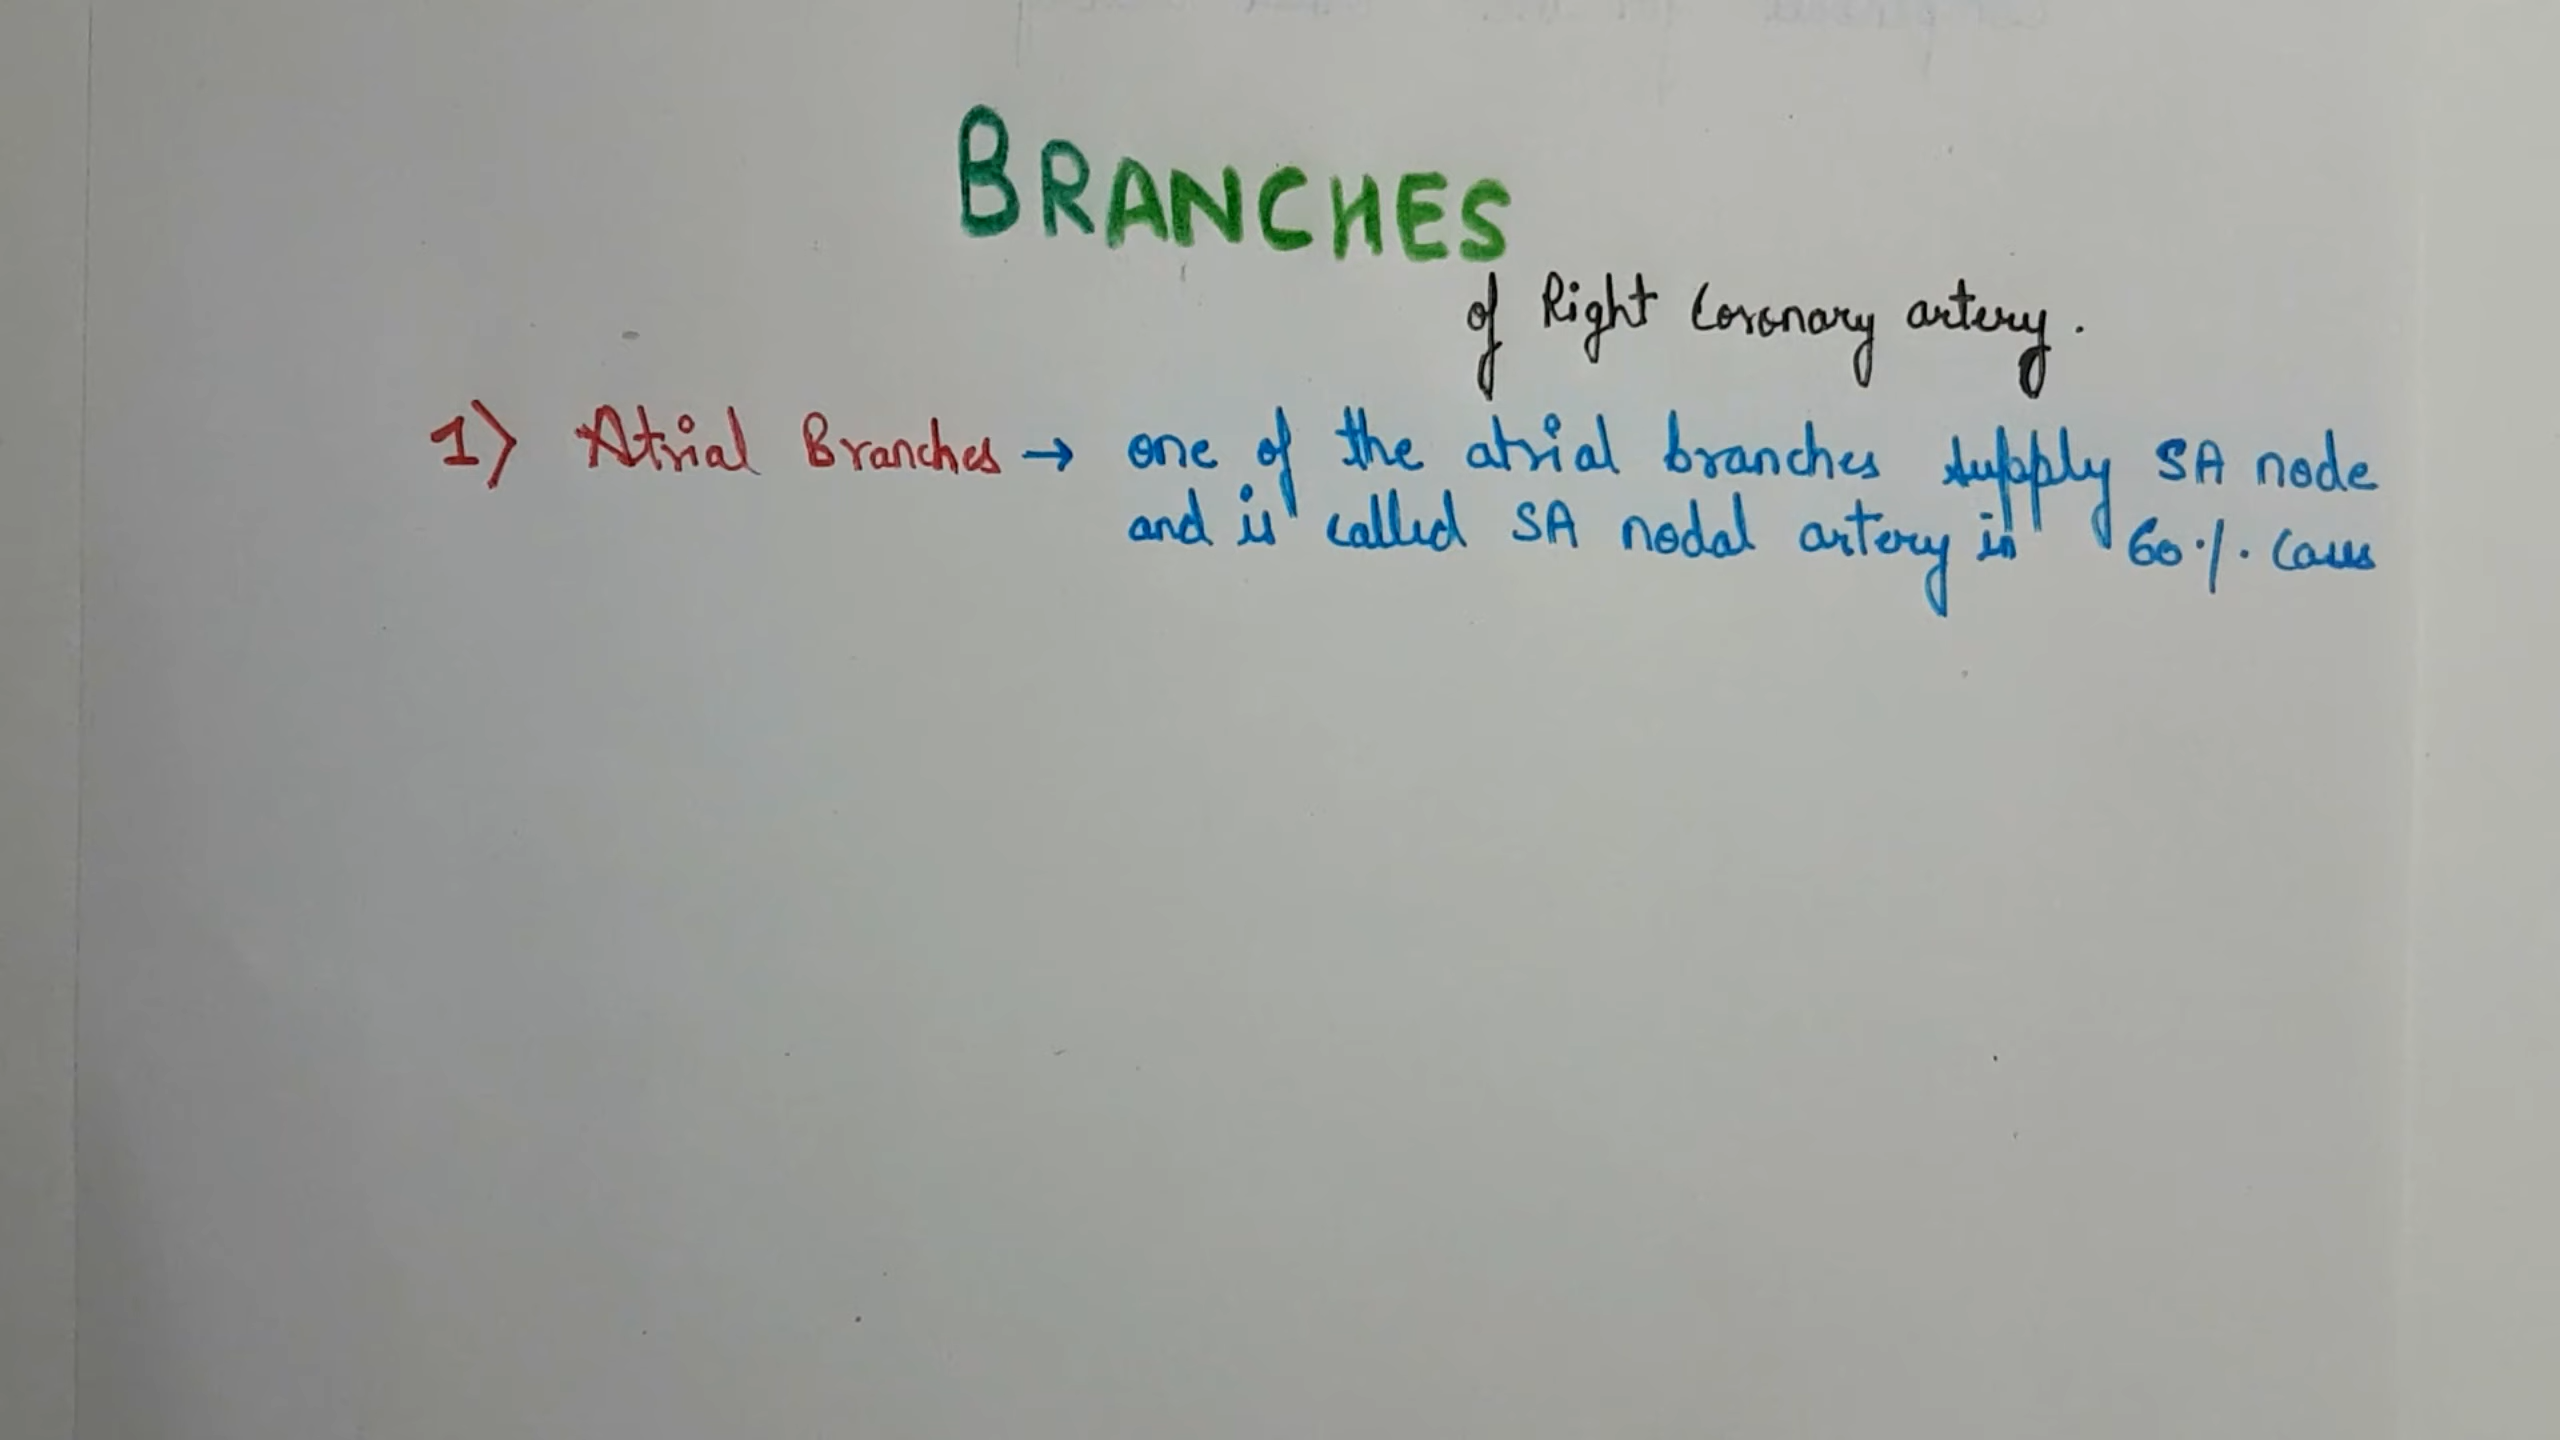 BRANCHES
of Right Coronary artery.
1) Atrial Branches → one of the atrial branches supply SA node
and is called SA nodal artery in 60%. Cases